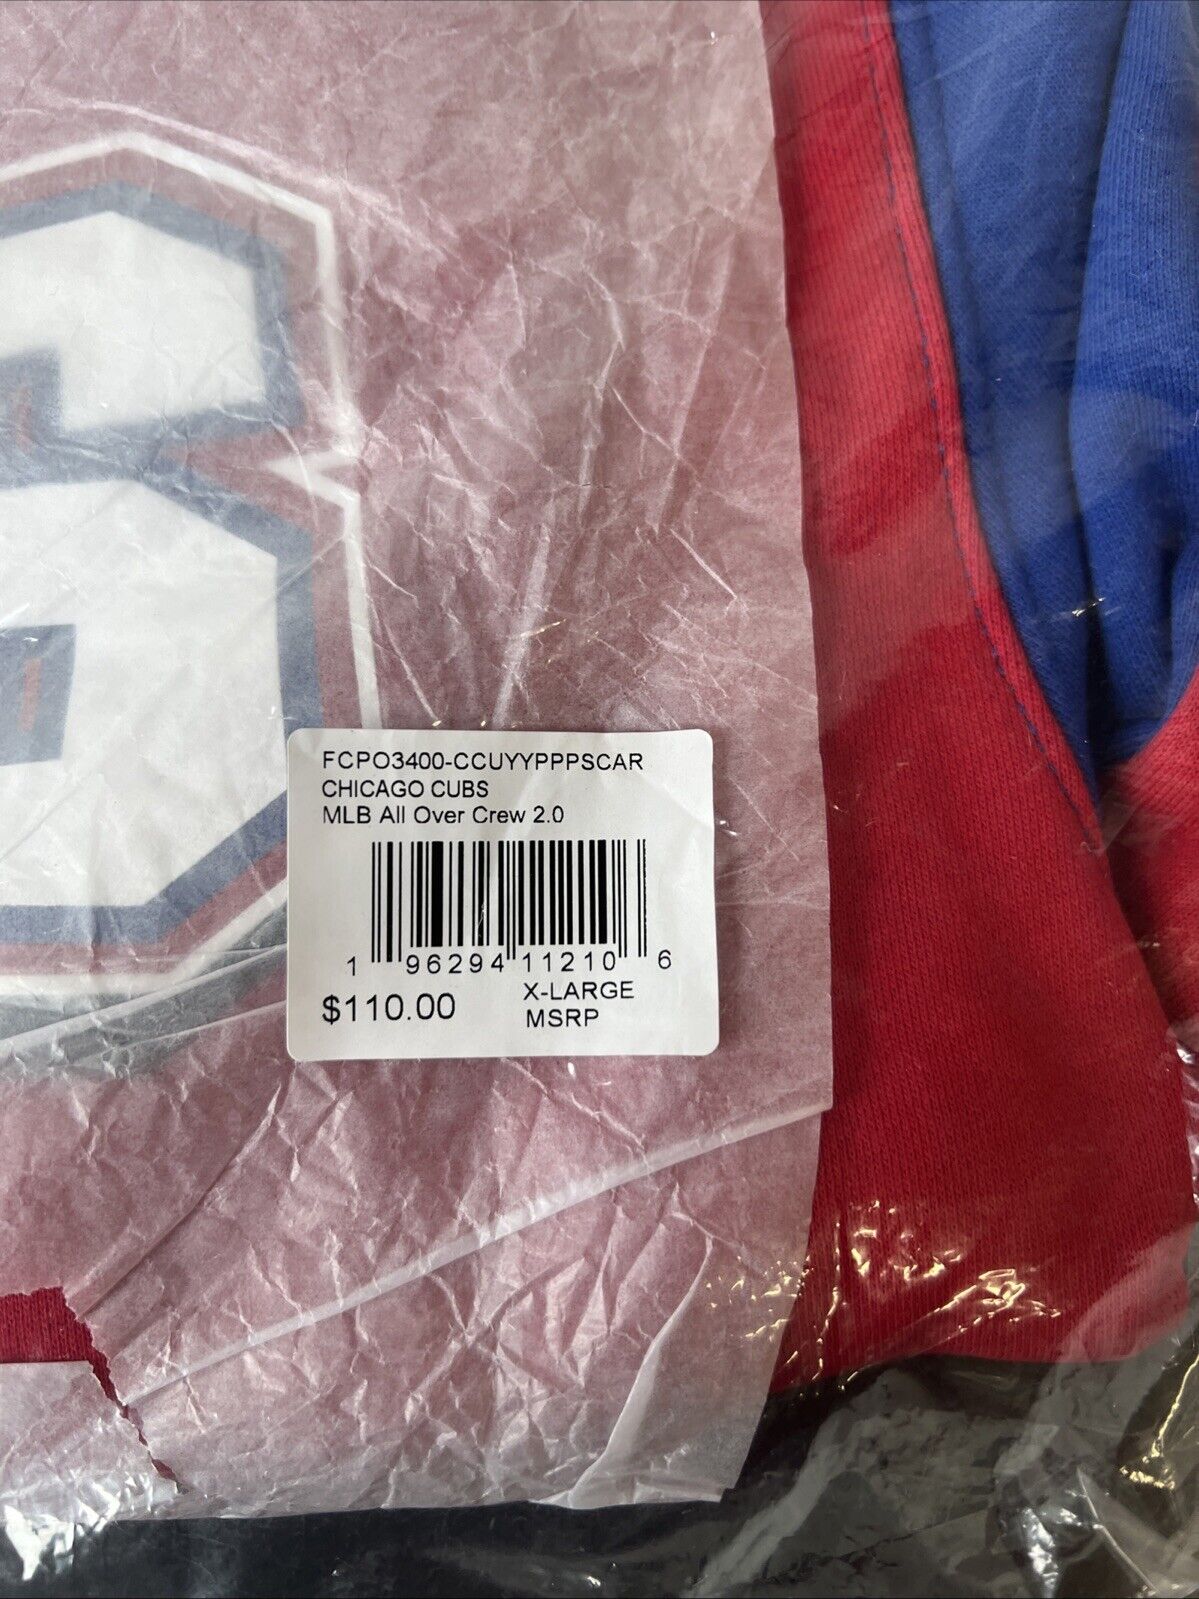 FCPO3400-CCUYYPPPSCAR
CHICAGO CUBS
MLB All Over Crew 2.0
1 96294 11210 6
$110.00 X-LARGE
MSRP